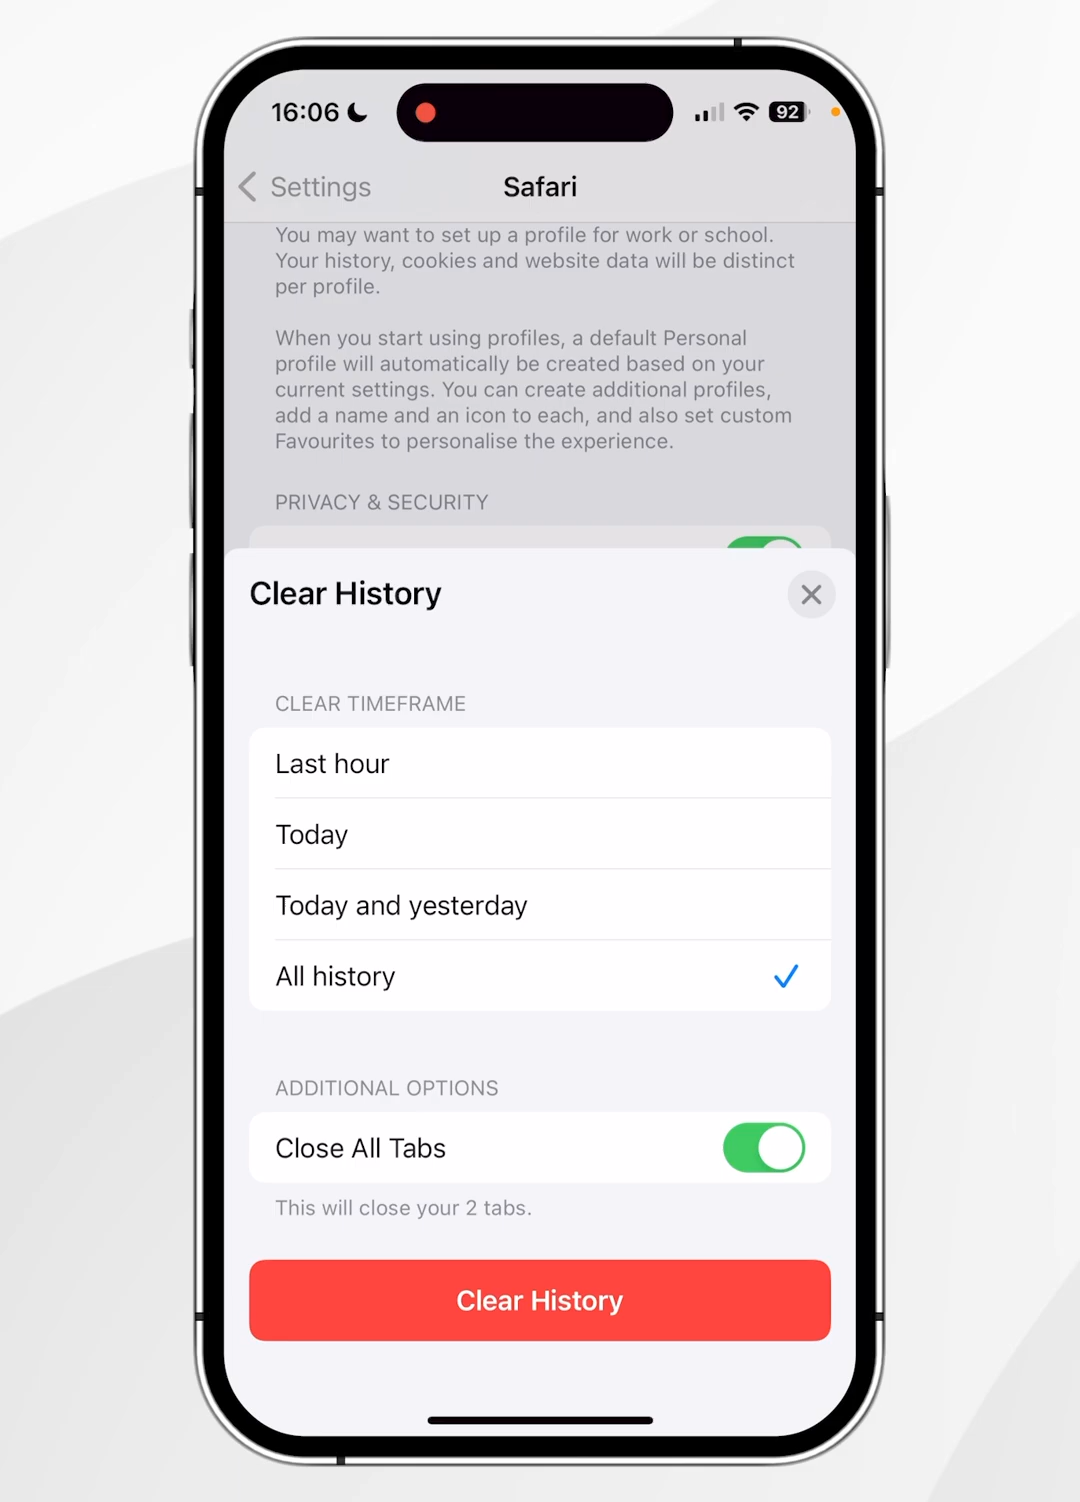 16:06
92
Settings
Safari
You may want to set up a profile for work or school.
Your history, cookies and website data will be distinct
per profile.
When you start using profiles, a default Personal
profile will automatically be created based on your
current settings. You can create additional profiles,
add a name and an icon to each, and also set custom
Favourites to personalise the experience.
PRIVACY & SECURITY
Clear History
CLEAR TIMEFRAME
Last hour
Today
Today and yesterday
All history
ADDITIONAL OPTIONS
Close All Tabs
This will close your 2 tabs.
Clear History